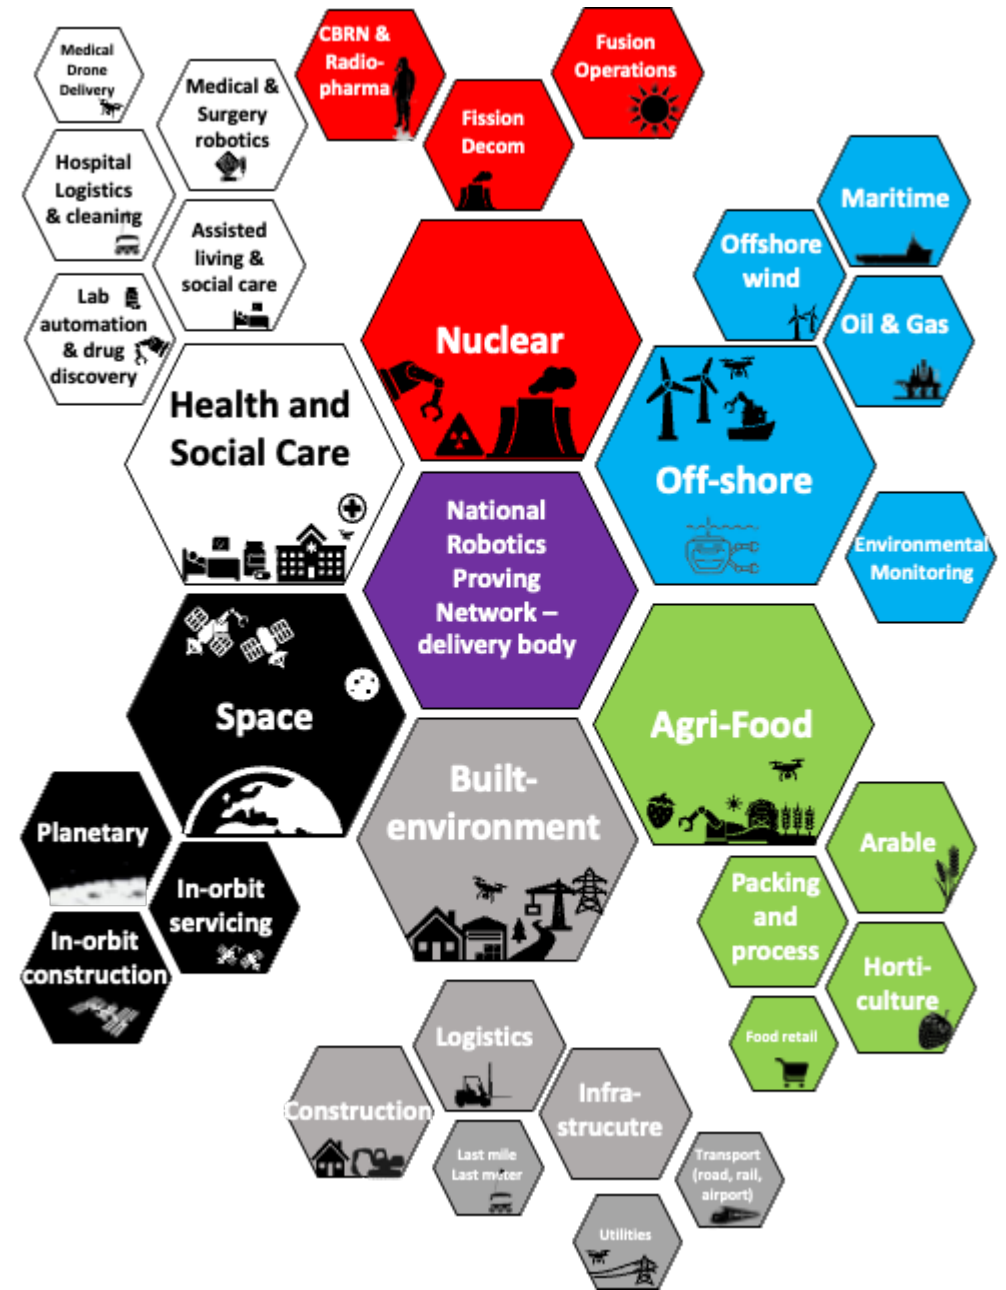 Medical
Drone
Delivery
Medical &
Surgery
robotics
Hospital
Logistics
& cleaning
Assisted
living &
social care
Lab
automation
& drug
discovery
Health and
Social Care
CBRN &
Radio-
pharma
Fission
Decom
Fusion
Operations
Nuclear
Maritime
Offshore
wind
Oil & Gas
Off-shore
Environmental
Monitoring
National
Robotics
Proving
Network –
delivery body
Space
Planetary
In-orbit
servicing
In-orbit
construction
Built-
environment
Agri-Food
Arable
Packing
and
process
Horti-
culture
Food retail
Logistics
Construction
Infra-
strucutre
Last mile
Last meter
Transport
(road, rail,
airport)
Utilities